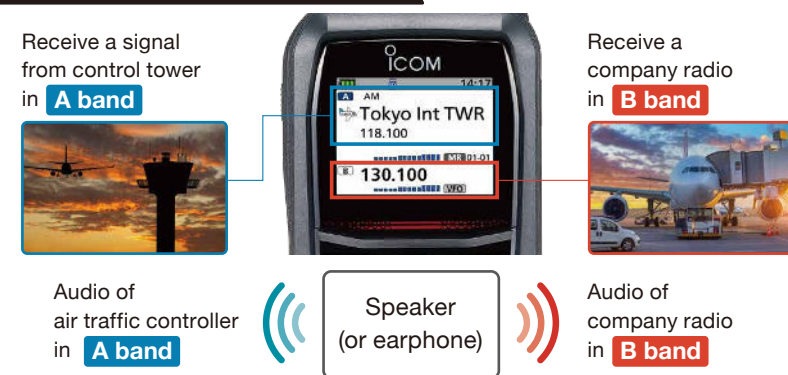 Receive a signal
from control tower
in A band
ICOM
14:17
A AM
Tokyo Int TWR
118.100
MR 01-01
B 130.100
VFO
Receive a
company radio
in B band
Audio of
air traffic controller
in A band
Speaker
(or earphone)
Audio of
company radio
in B band